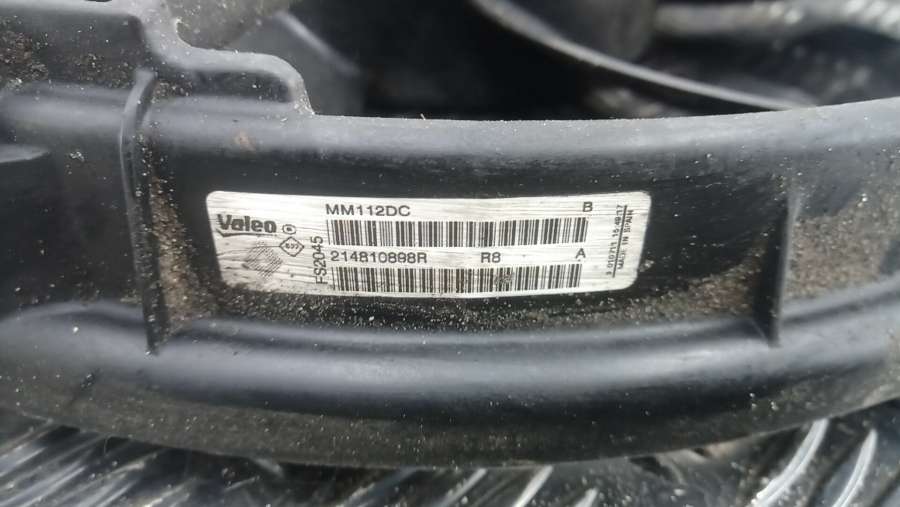 Valeo ®
MM112DC B
FS2045
214810898R R8 A
MADE IN SPAIN